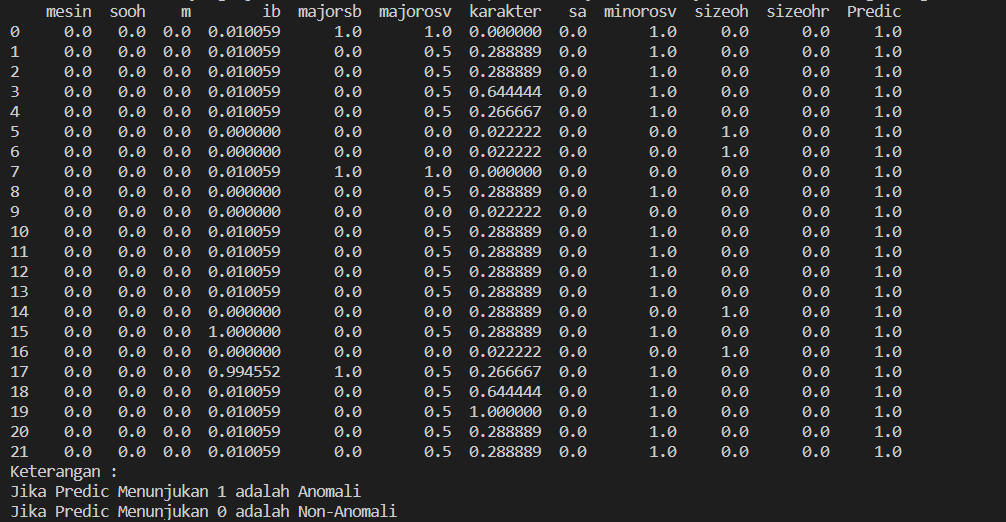 mesin sooh m ib majorsb majorosv karakter sa minorosv sizeoh sizeohr Predic
0 0.0 0.0 0.0 0.010059 1.0 1.0 0.000000 0.0 1.0 0.0 0.0 1.0
1 0.0 0.0 0.0 0.010059 0.0 0.5 0.288889 0.0 1.0 0.0 0.0 1.0
2 0.0 0.0 0.0 0.010059 0.0 0.5 0.288889 0.0 1.0 0.0 0.0 1.0
3 0.0 0.0 0.0 0.010059 0.0 0.5 0.644444 0.0 1.0 0.0 0.0 1.0
4 0.0 0.0 0.0 0.010059 0.0 0.5 0.266667 0.0 1.0 0.0 0.0 1.0
5 0.0 0.0 0.0 0.000000 0.0 0.0 0.022222 0.0 0.0 1.0 0.0 1.0
6 0.0 0.0 0.0 0.000000 0.0 0.0 0.022222 0.0 0.0 1.0 0.0 1.0
7 0.0 0.0 0.0 0.010059 1.0 1.0 0.000000 0.0 0.0 0.0 0.0 1.0
8 0.0 0.0 0.0 0.000000 0.0 0.5 0.288889 0.0 1.0 0.0 0.0 1.0
9 0.0 0.0 0.0 0.000000 0.0 0.0 0.022222 0.0 0.0 0.0 0.0 1.0
10 0.0 0.0 0.0 0.010059 0.0 0.5 0.288889 0.0 1.0 0.0 0.0 1.0
11 0.0 0.0 0.0 0.010059 0.0 0.5 0.288889 0.0 1.0 0.0 0.0 1.0
12 0.0 0.0 0.0 0.010059 0.0 0.5 0.288889 0.0 1.0 0.0 0.0 1.0
13 0.0 0.0 0.0 0.010059 0.0 0.5 0.288889 0.0 1.0 0.0 0.0 1.0
14 0.0 0.0 0.0 0.000000 0.0 0.0 0.288889 0.0 0.0 1.0 0.0 1.0
15 0.0 0.0 0.0 1.000000 0.0 0.5 0.288889 0.0 1.0 0.0 0.0 1.0
16 0.0 0.0 0.0 0.000000 0.0 0.0 0.022222 0.0 0.0 1.0 0.0 1.0
17 0.0 0.0 0.0 0.994552 1.0 0.5 0.266667 0.0 1.0 0.0 0.0 1.0
18 0.0 0.0 0.0 0.010059 0.0 0.5 0.644444 0.0 1.0 0.0 0.0 1.0
19 0.0 0.0 0.0 0.010059 0.0 0.5 1.000000 0.0 1.0 0.0 0.0 1.0
20 0.0 0.0 0.0 0.010059 0.0 0.5 0.288889 0.0 1.0 0.0 0.0 1.0
21 0.0 0.0 0.0 0.010059 0.0 0.5 0.288889 0.0 1.0 0.0 0.0 1.0
Keterangan :
Jika Predic Menunjukan 1 adalah Anomali
Jika Predic Menunjukan 0 adalah Non-Anomali